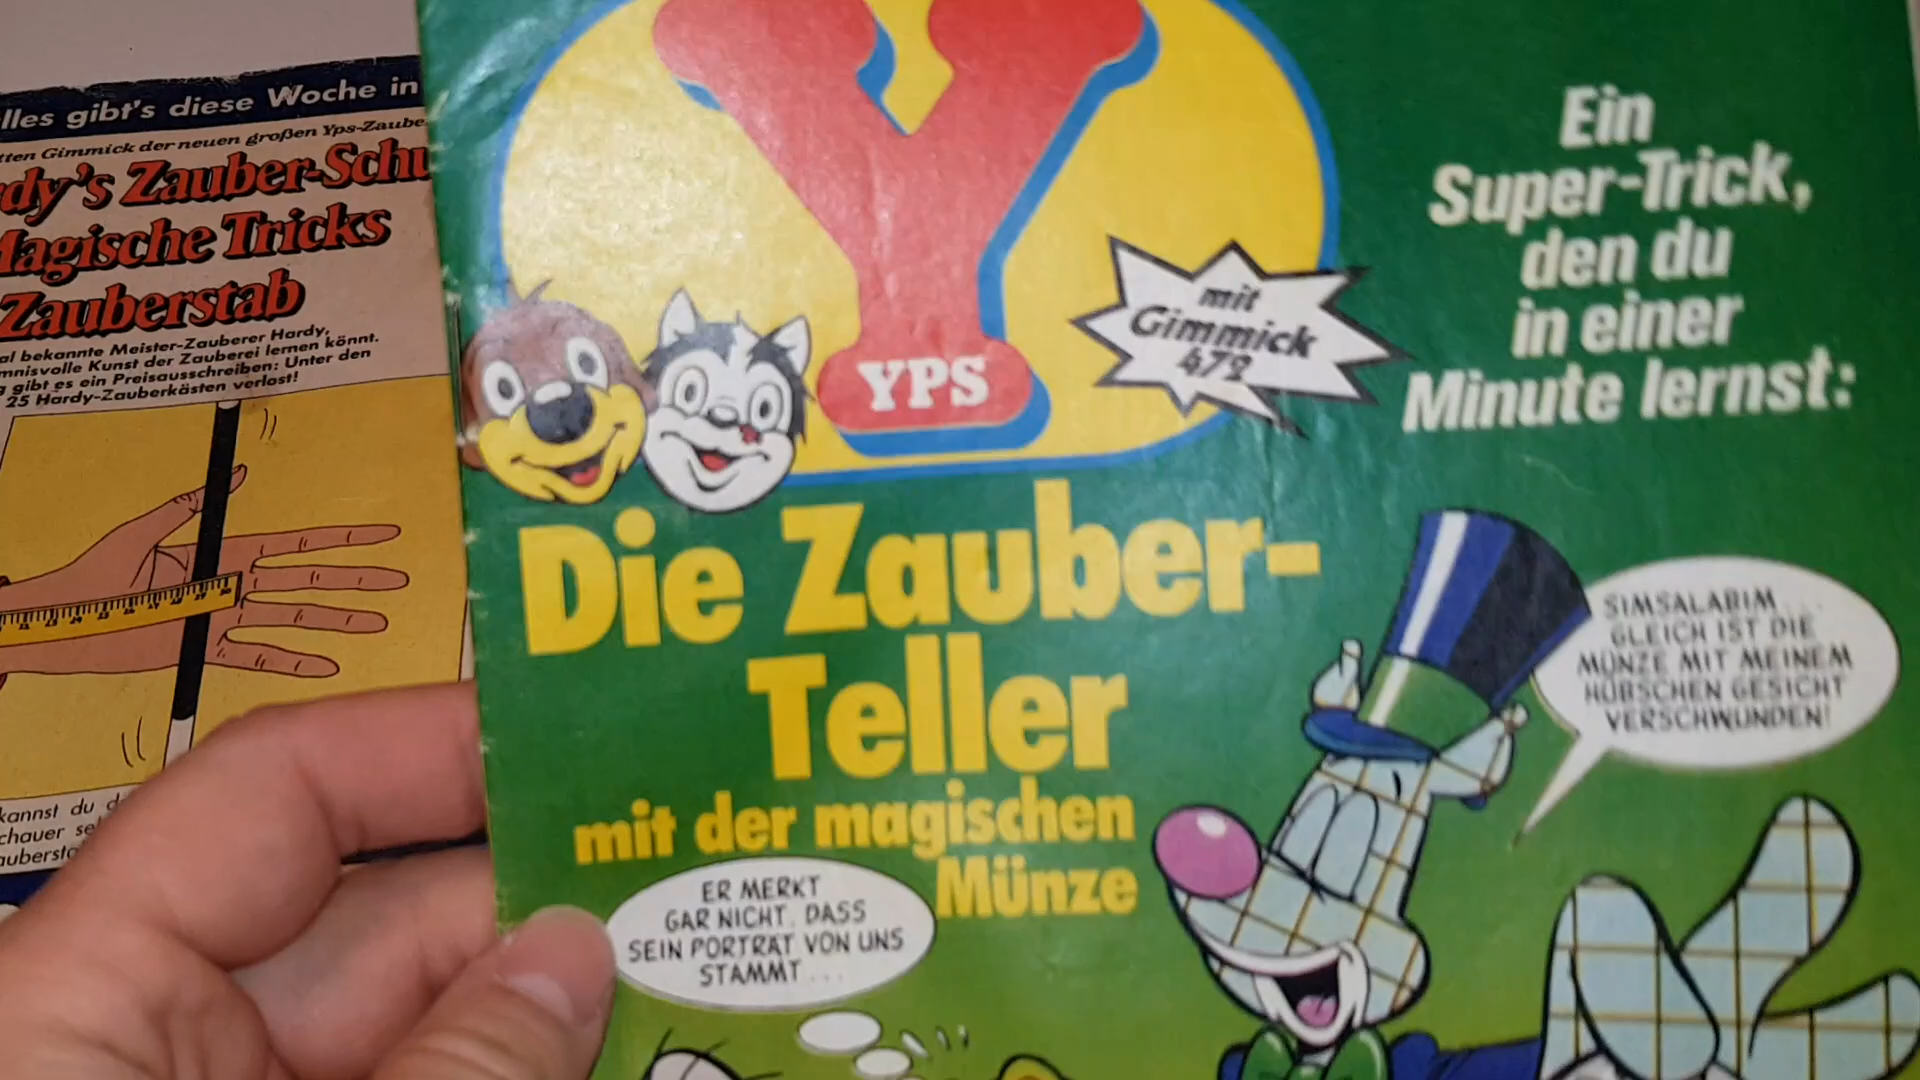 lles gibt's diese Woche in
tten Gimmick der neuen großen Yps-Zaube
rdy's Zauber-Schu
Magische Tricks
Zauberstab
al bekannte Meister-Zauberer Hardy,
mnisvolle Kunst der Zauberei lernen könnt.
g gibt es ein Preisausschreiben: Unter den
25 Hardy-Zauberkästen verlost!
kannst du d
chauer se
auberst
Y
YPS
mit
Gimmick
472
Ein
Super-Trick,
den du
in einer
Minute lernst:
Die Zauber-
Teller
mit der magischen
Münze
SIMSALABIM...
GLEICH IST DIE
MÜNZE MIT MEINEM
HÜBSCHEN GESICHT
VERSCHWUNDEN!
ER MERKT
GAR NICHT, DASS
SEIN PORTRÄT VON UNS
STAMMT...